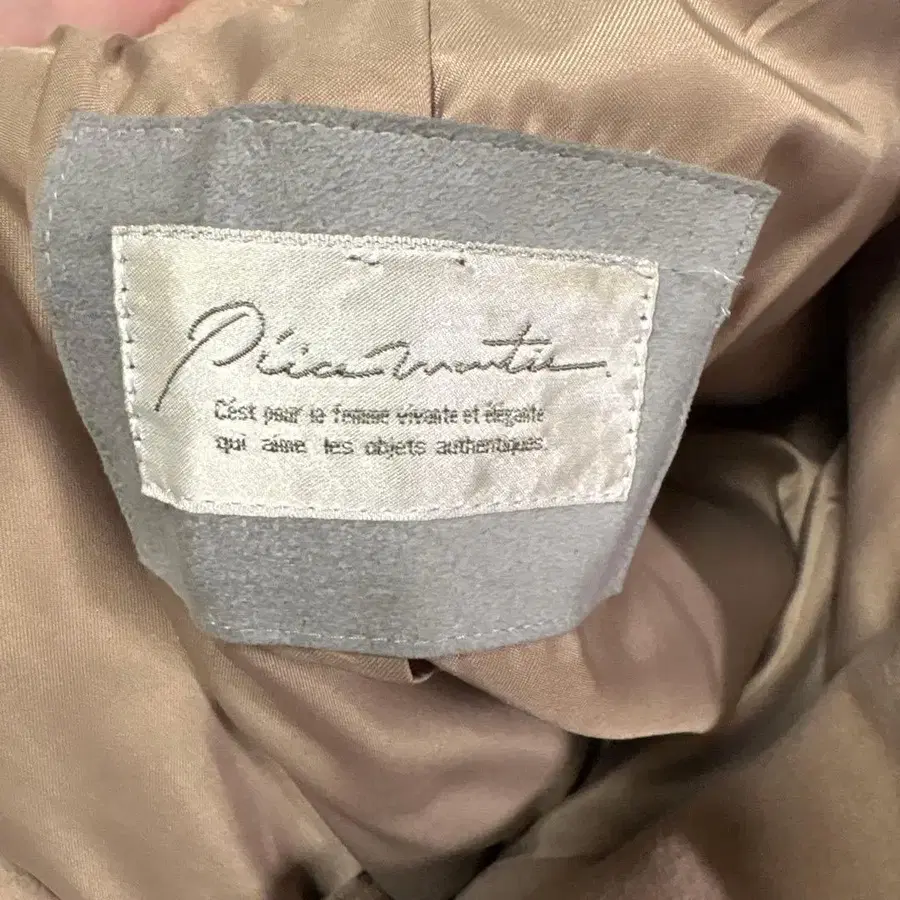 C'est pour la femme vivante et élégante
qui aime les objets authentiques.